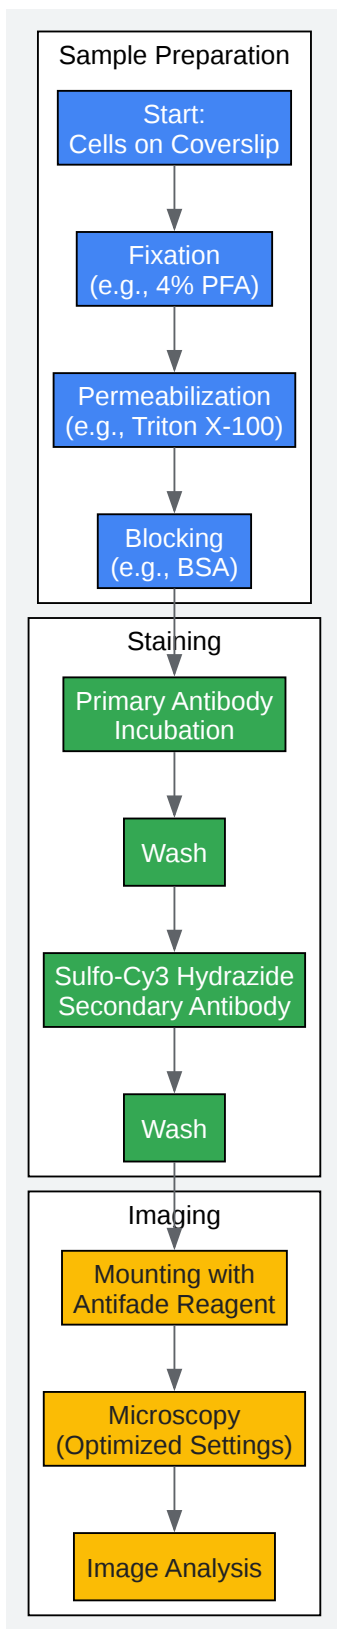 Sample Preparation
Start:
Cells on Coverslip
Fixation
(e.g., 4% PFA)
Permeabilization
(e.g., Triton X-100)
Blocking
(e.g., BSA)
Staining
Primary Antibody
Incubation
Wash
Sulfo-Cy3 Hydrazide
Secondary Antibody
Wash
Imaging
Mounting with
Antifade Reagent
Microscopy
(Optimized Settings)
Image Analysis